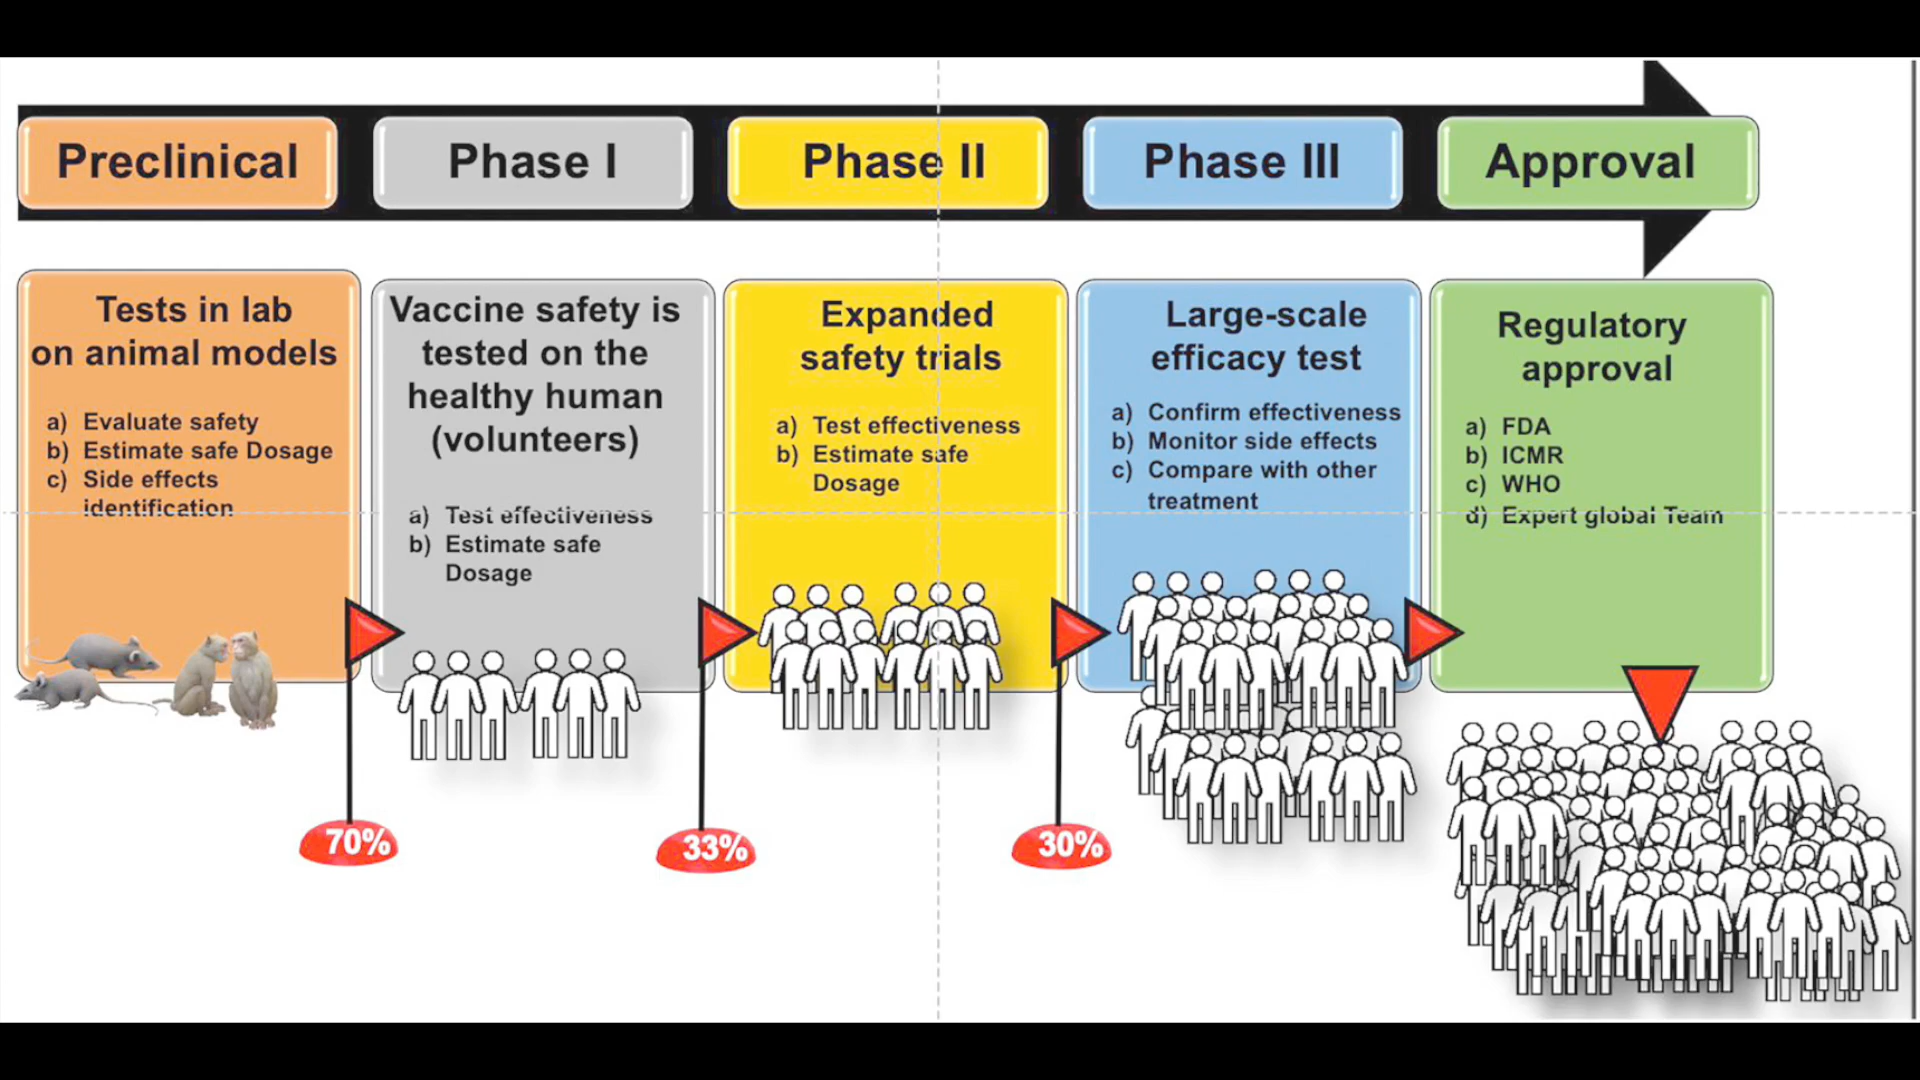 Preclinical
Phase I
Phase II
Phase III
Approval
Tests in lab
on animal models
a) Evaluate safety
b) Estimate safe Dosage
c) Side effects
identification
Vaccine safety is
tested on the
healthy human
(volunteers)
a) Test effectiveness
b) Estimate safe
Dosage
Expanded
safety trials
a) Test effectiveness
b) Estimate safe
Dosage
Large-scale
efficacy test
a) Confirm effectiveness
b) Monitor side effects
c) Compare with other
treatment
Regulatory
approval
a) FDA
b) ICMR
c) WHO
d) Expert global Team
70%
33%
30%